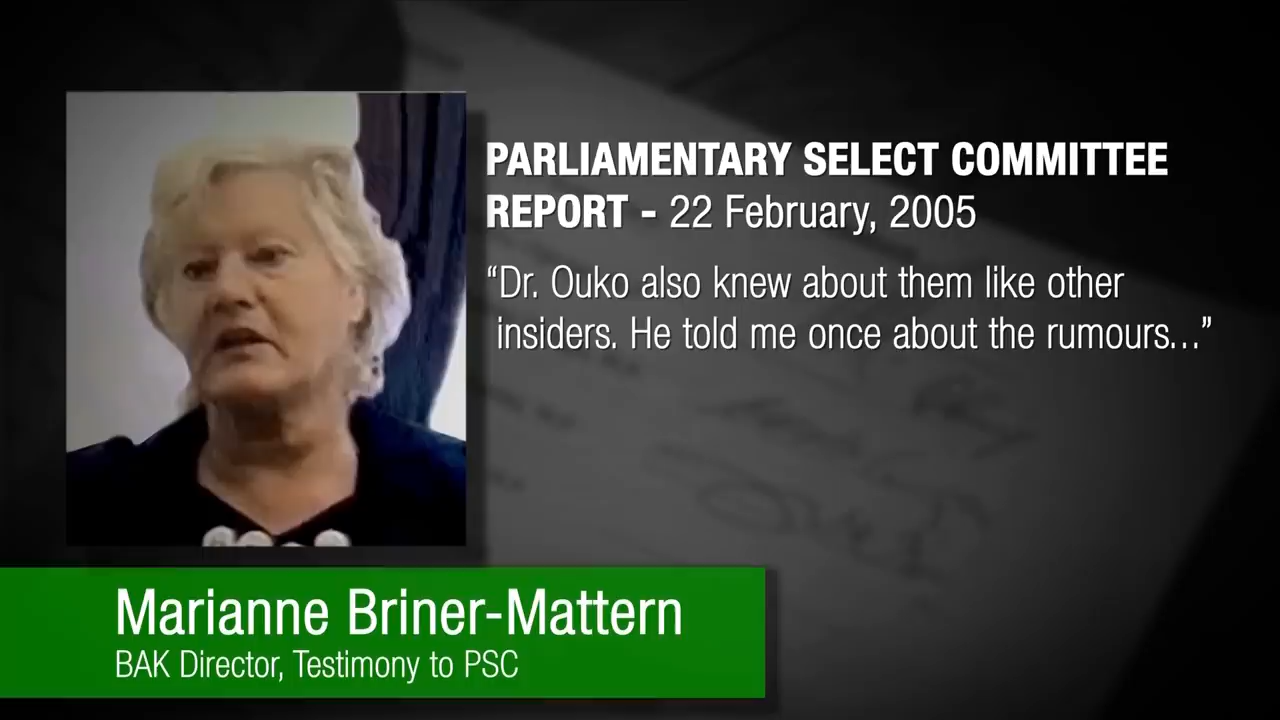 PARLIAMENTARY SELECT COMMITTEE
REPORT - 22 February, 2005
“Dr. Ouko also knew about them like other
insiders. He told me once about the rumours...”
Marianne Briner-Mattern
BAK Director, Testimony to PSC